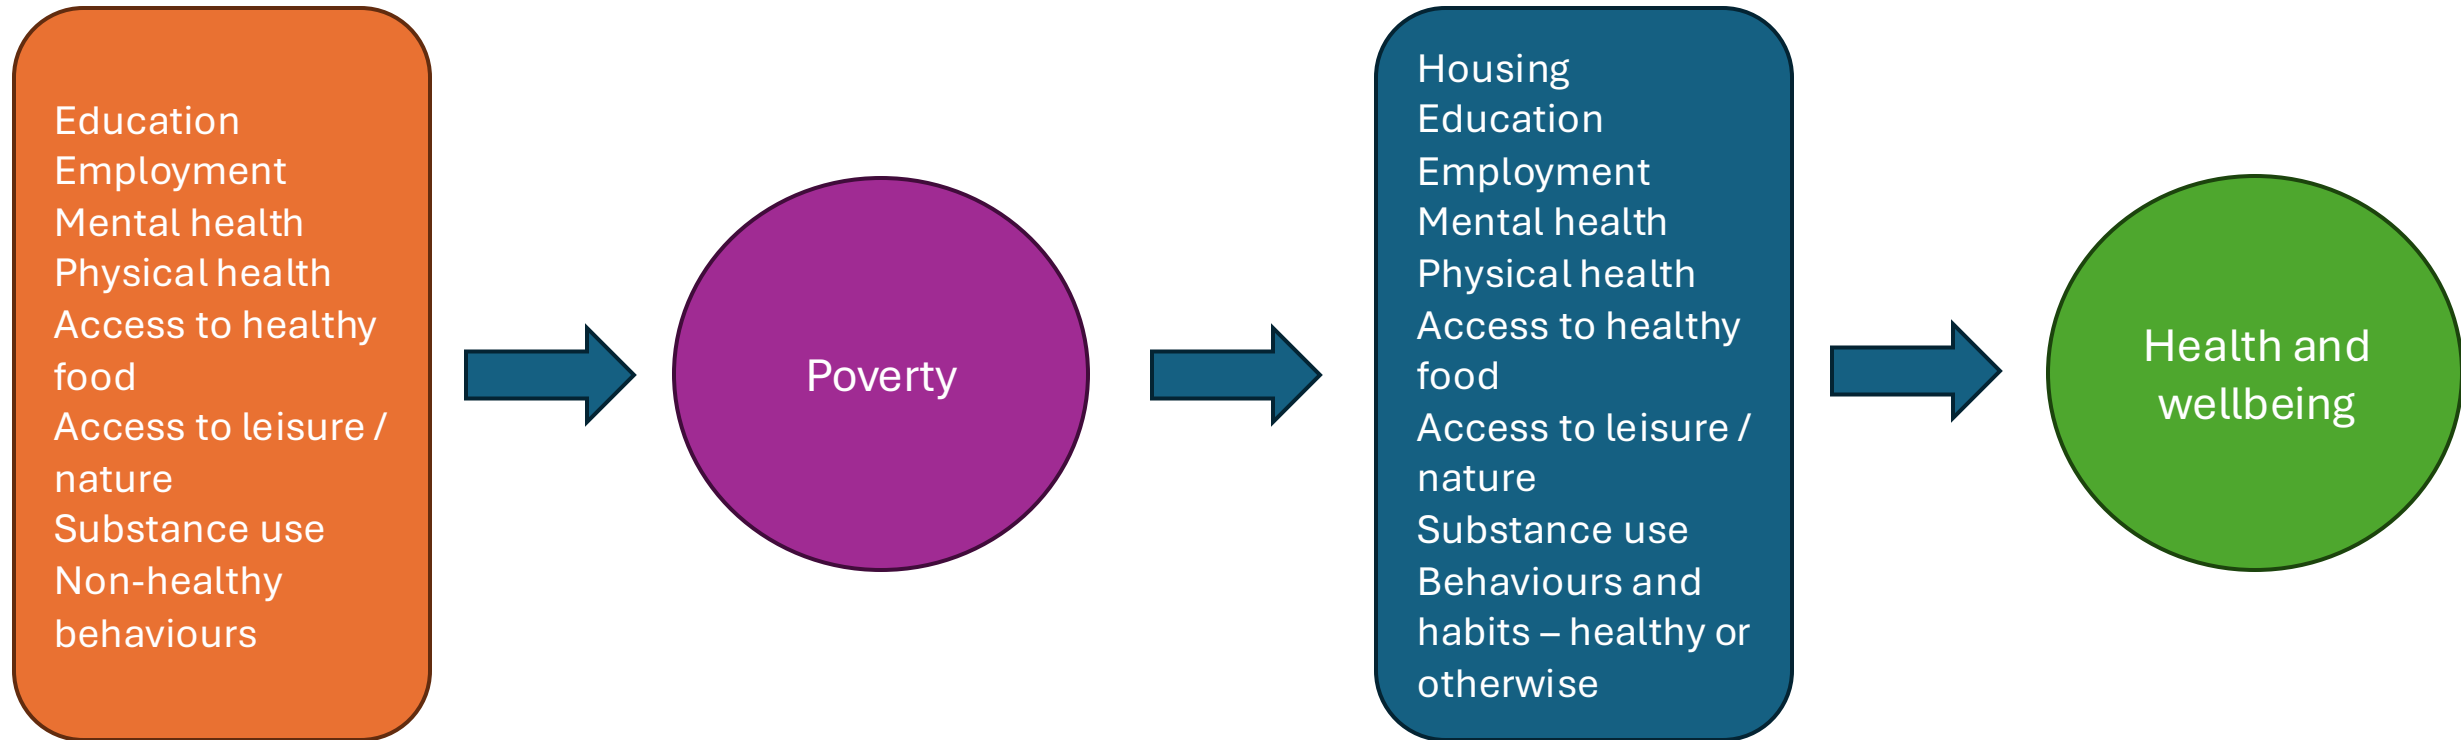 Education
Employment
Mental health
Physical health
Access to healthy
food
Access to leisure /
nature
Substance use
Non-healthy
behaviours
Poverty
Housing
Education
Employment
Mental health
Physical health
Access to healthy
food
Access to leisure /
nature
Substance use
Behaviours and
habits – healthy or
otherwise
Health and
wellbeing